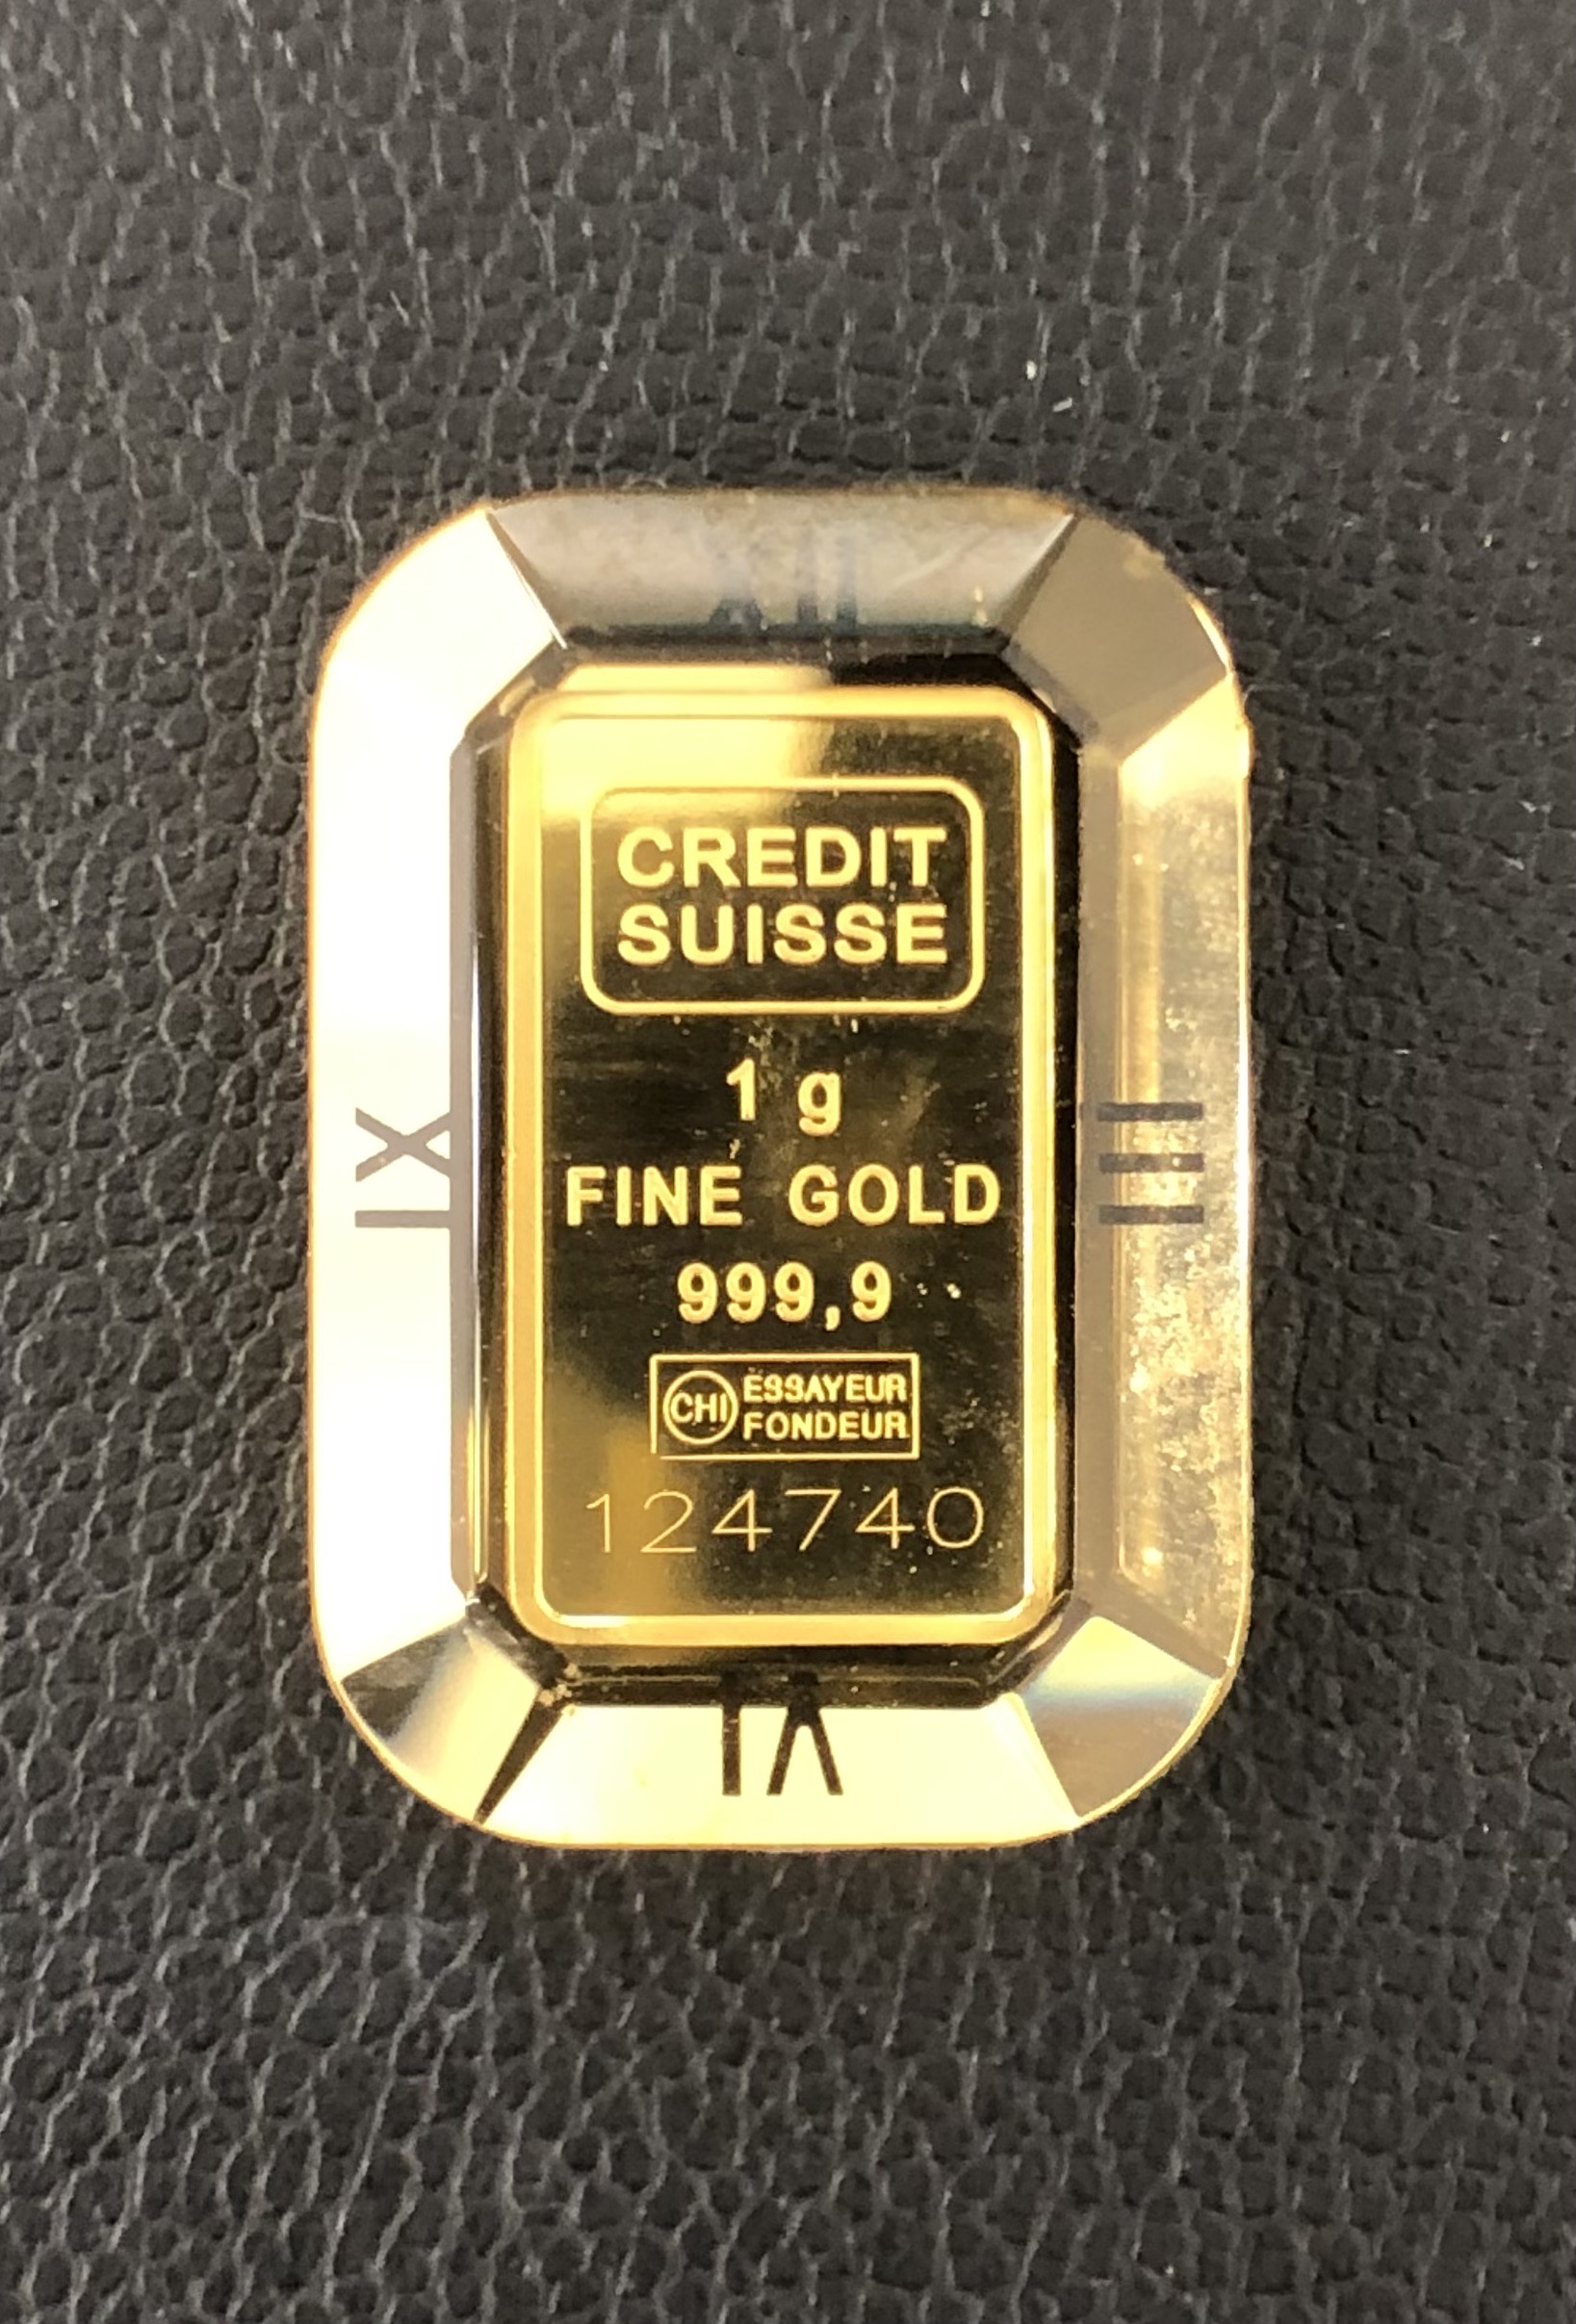 XII
CREDIT
SUISSE
1 g
FINE GOLD
999,9
CHI ESSAYEUR
FONDEUR
124740
IX
III
VI